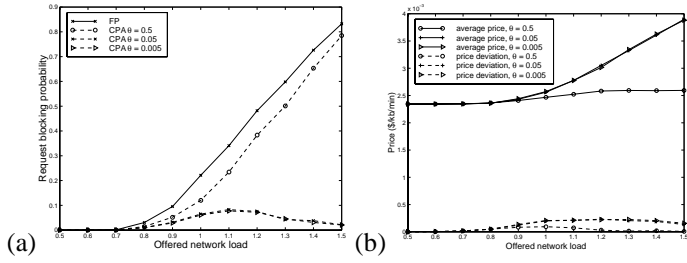 0.9
0.8
0.7
0.6
0.5
0.4
0.3
0.2
0.1
0
Request blocking probability
FP
CPA θ = 0.5
CPA θ = 0.05
CPA θ = 0.005
0.5 0.6 0.7 0.8 0.9 1 1.1 1.2 1.3 1.4 1.5
Offered network load
(a)
x 10⁻³
4
3.5
3
2.5
2
1.5
1
0.5
0
Price ($/kb/min)
average price, θ = 0.5
average price, θ = 0.05
average price, θ = 0.005
price deviation, θ = 0.5
price deviation, θ = 0.05
price deviation, θ = 0.005
0.5 0.6 0.7 0.8 0.9 1 1.1 1.2 1.3 1.4 1.5
Offered network load
(b)